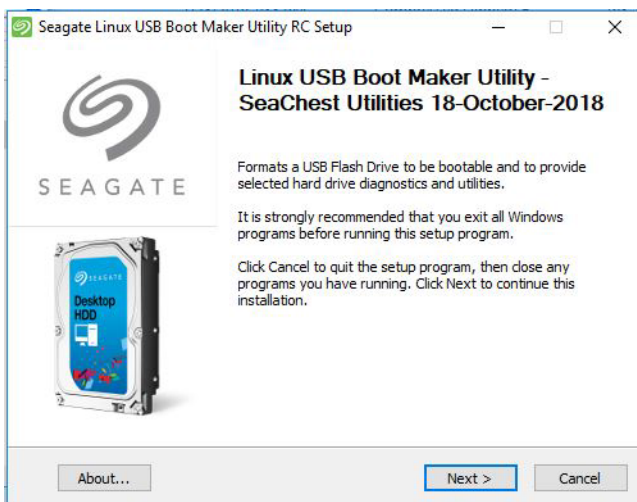 Seagate Linux USB Boot Maker Utility RC Setup
Linux USB Boot Maker Utility -
SeaChest Utilities 18-October-2018
SEAGATE
Formats a USB Flash Drive to be bootable and to provide
selected hard drive diagnostics and utilities.
It is strongly recommended that you exit all Windows
programs before running this setup program.
Click Cancel to quit the setup program, then close any
programs you have running. Click Next to continue this
installation.
SEAGATE
Desktop
HDD
About...
Next >
Cancel